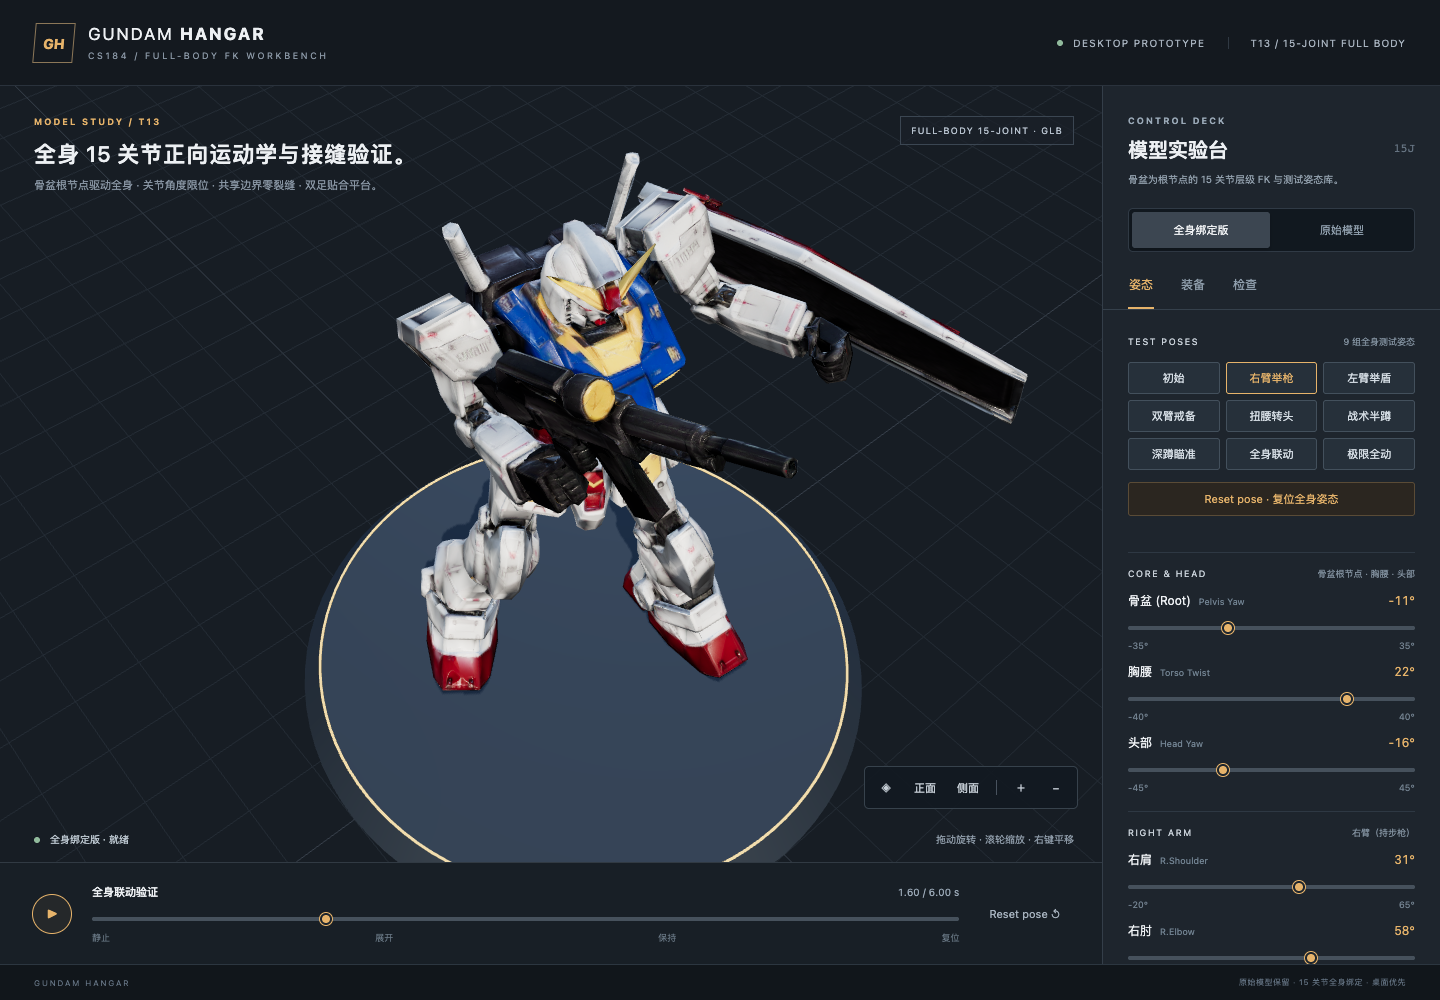 GH
GUNDAM HANGAR
CS184 / FULL-BODY FK WORKBENCH
DESKTOP PROTOTYPE
T13 / 15-JOINT FULL BODY
MODEL STUDY / T13
全身 15 关节正向运动学与接缝验证。
骨盆根节点驱动全身 · 关节角度限位 · 共享边界零裂缝 · 双足贴合平台。
FULL-BODY 15-JOINT · GLB
正面
侧面
+
−
全身绑定版 · 就绪
拖动旋转 · 滚轮缩放 · 右键平移
全身联动验证
1.60 / 6.00 s
静止
展开
保持
复位
Reset pose
CONTROL DECK
模型实验台
15J
骨盆为根节点的 15 关节层级 FK 与测试姿态库。
全身绑定版
原始模型
姿态
装备
检查
TEST POSES
9 组全身测试姿态
初始
右臂举枪
左臂举盾
双臂戒备
扭腰转头
战术半蹲
深蹲瞄准
全身联动
极限全动
Reset pose · 复位全身姿态
CORE & HEAD
骨盆根节点 · 胸腰 · 头部
骨盆 (Root) Pelvis Yaw
-11°
-35°
35°
胸腰 Torso Twist
22°
-40°
40°
头部 Head Yaw
-16°
-45°
45°
RIGHT ARM
右臂（持步枪）
右肩 R.Shoulder
31°
-20°
65°
右肘 R.Elbow
58°
GUNDAM HANGAR
原始模型保留 · 15 关节全身绑定 · 桌面优先